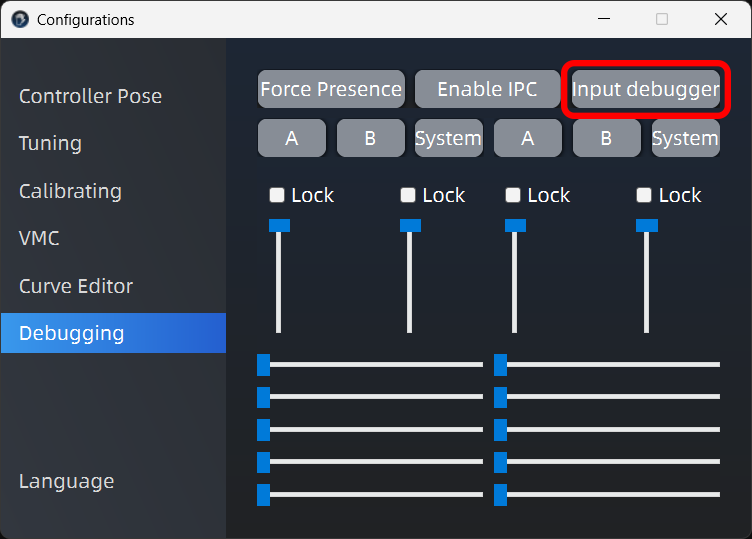 Configurations
Controller Pose
Tuning
Calibrating
VMC
Curve Editor
Debugging
Language
Force Presence Enable IPC Input debugger
A B System A B System
Lock Lock Lock Lock